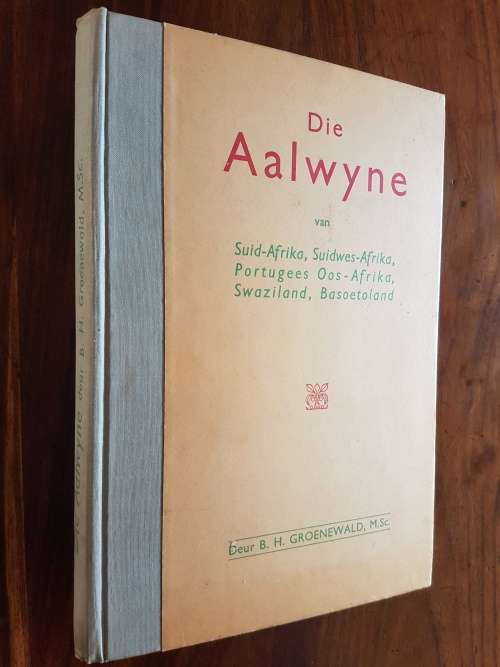 Die
Aalwyne
van
Suid-Afrika, Suidwes-Afrika,
Portugees Oos-Afrika,
Swaziland, Basoetoland
Deur B. H. GROENEWALD, M.Sc.
Die Aalwyne deur B. H. Groenewald, M.Sc.